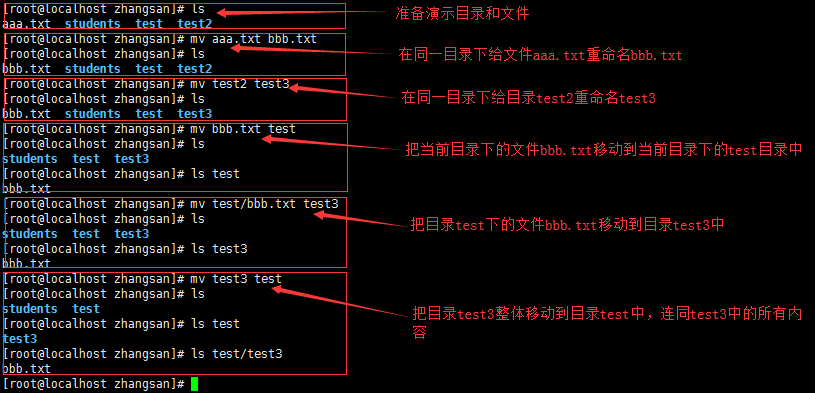 [root@localhost zhangsan]# ls
准备演示目录和文件
aaa.txt  students  test  test2
[root@localhost zhangsan]# mv aaa.txt bbb.txt
[root@localhost zhangsan]# ls
在同一目录下给文件aaa.txt重命名bbb.txt
bbb.txt  students  test  test2
[root@localhost zhangsan]# mv test2 test3
[root@localhost zhangsan]# ls
在同一目录下给目录test2重命名test3
bbb.txt  students  test  test3
[root@localhost zhangsan]# mv bbb.txt test
[root@localhost zhangsan]# ls
把当前目录下的文件bbb.txt移动到当前目录下的test目录中
students  test  test3
[root@localhost zhangsan]# ls test
bbb.txt
[root@localhost zhangsan]# mv test/bbb.txt test3
[root@localhost zhangsan]# ls
把目录test下的文件bbb.txt移动到目录test3中
students  test  test3
[root@localhost zhangsan]# ls test3
bbb.txt
[root@localhost zhangsan]# mv test3 test
[root@localhost zhangsan]# ls
students  test
把目录test3整体移动到目录test中，连同test3中的所有内
容
[root@localhost zhangsan]# ls test
test3
[root@localhost zhangsan]# ls test/test3
bbb.txt
[root@localhost zhangsan]#